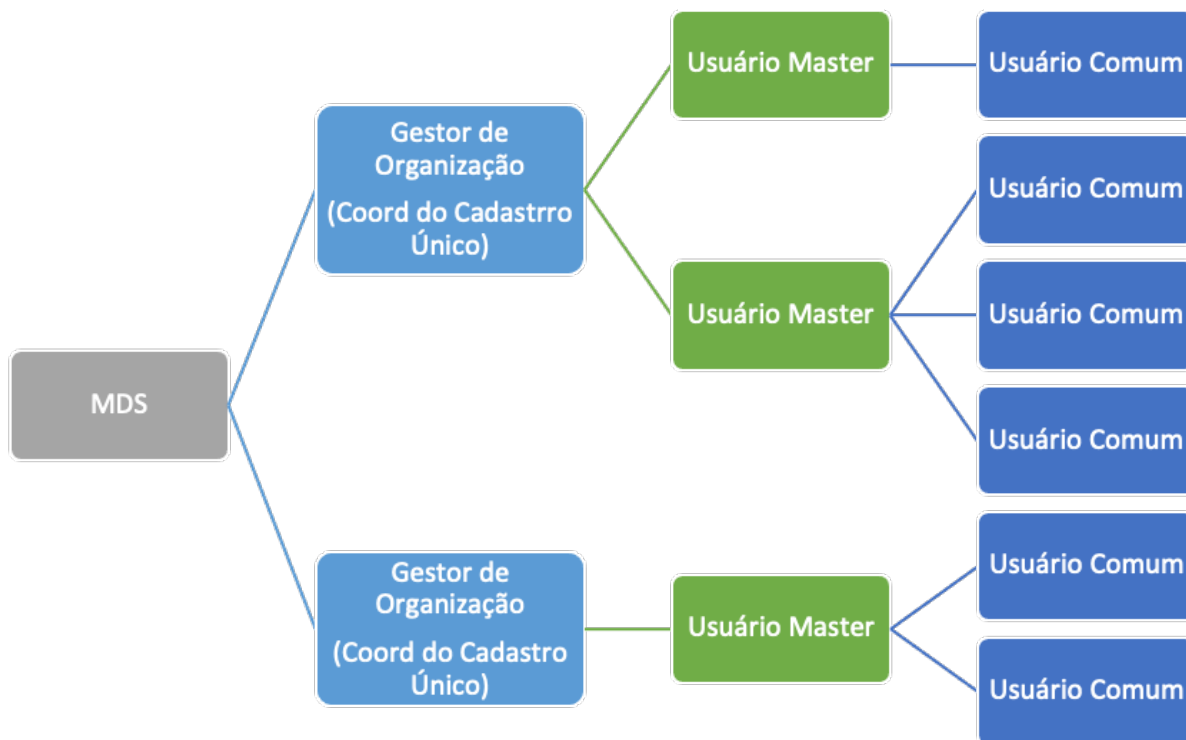 MDS
Gestor de
Organização
(Coord do Cadastrro
Único)
Usuário Master
Usuário Comum
Usuário Master
Usuário Comum
Usuário Comum
Usuário Comum
Gestor de
Organização
(Coord do Cadastro
Único)
Usuário Master
Usuário Comum
Usuário Comum